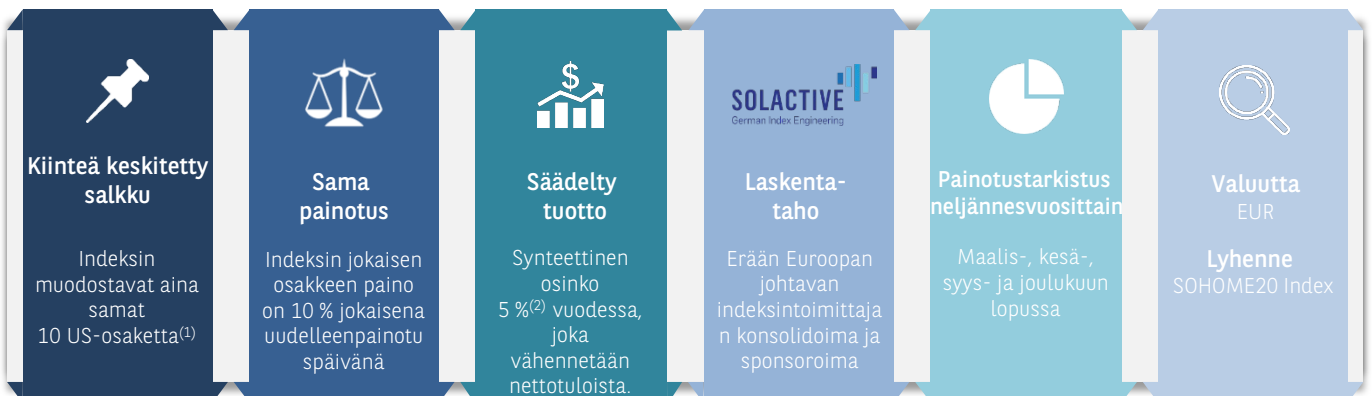 Kiinteä keskitetty
salkku
Indeksin
muodostavat aina
samat
10 US-osaketta(1)
Sama
painotus
Indeksin jokaisen
osakkeen paino
on 10 % jokaisena
uudelleenpainotu
späivänä
$
Säädelty
tuotto
Synteettinen
osinko
5 %(2) vuodessa,
joka
vähennetään
nettotuloista.
SOLACTIVE
German Index Engineering
Laskenta-
taho
Erään Euroopan
johtavan
indeksintoimittaja
n konsolidoima ja
sponsoroima
Painotustarkistus
neljännesvuosittain
Maalis-, kesä-,
syys- ja joulukuun
lopussa
Valuutta
EUR
Lyhenne
SOHOME20 Index